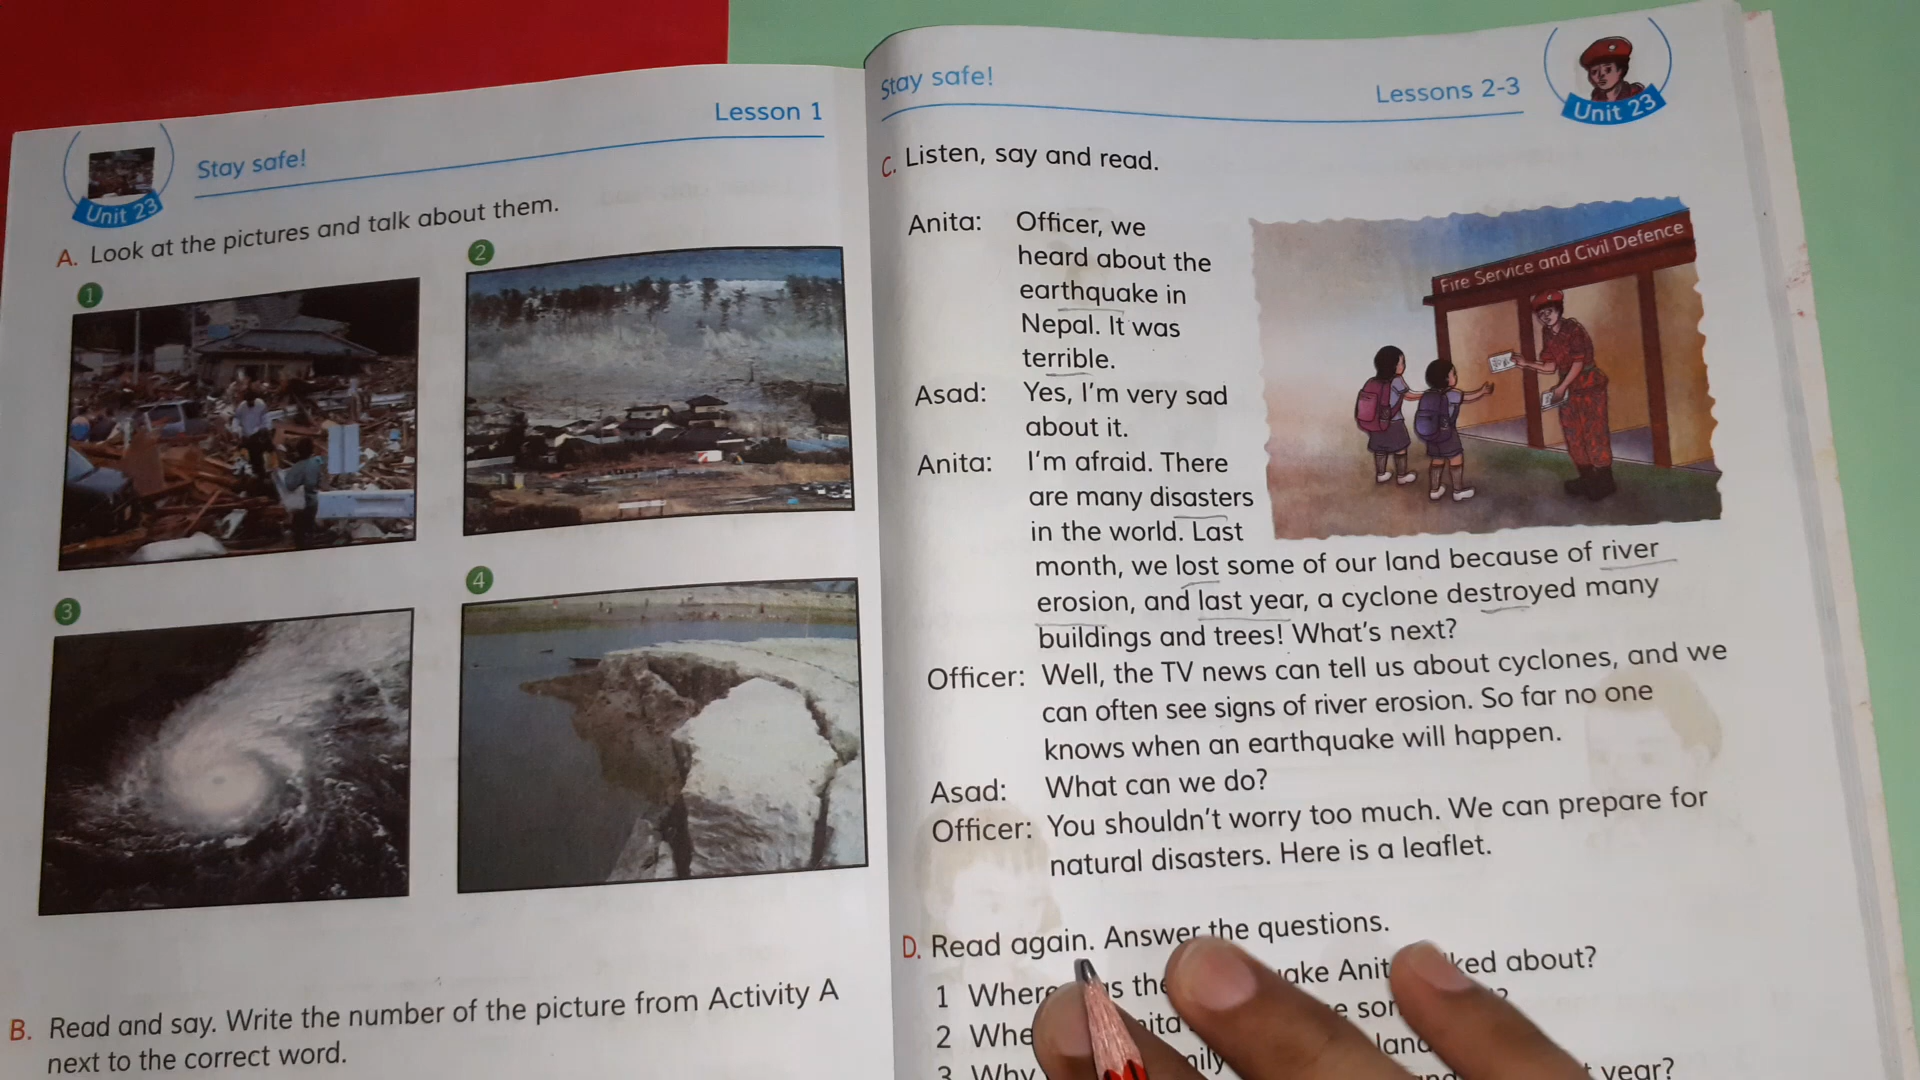 Lesson 1
Stay safe!
Unit 23
A. Look at the pictures and talk about them.
1
2
3
4
B. Read and say. Write the number of the picture from Activity A
next to the correct word.
Stay safe!
Lessons 2-3
Unit 23
C. Listen, say and read.
Anita: Officer, we
heard about the
earthquake in
Nepal. It was
terrible.
Asad: Yes, I'm very sad
about it.
Anita: I'm afraid. There
are many disasters
in the world. Last
month, we lost some of our land because of river
erosion, and last year, a cyclone destroyed many
buildings and trees! What's next?
Officer: Well, the TV news can tell us about cyclones, and we
can often see signs of river erosion. So far no one
knows when an earthquake will happen.
Asad: What can we do?
Officer: You shouldn't worry too much. We can prepare for
natural disasters. Here is a leaflet.
Fire Service and Civil Defence
D. Read again. Answer the questions.
1 Where the about?
2
3 Why year?